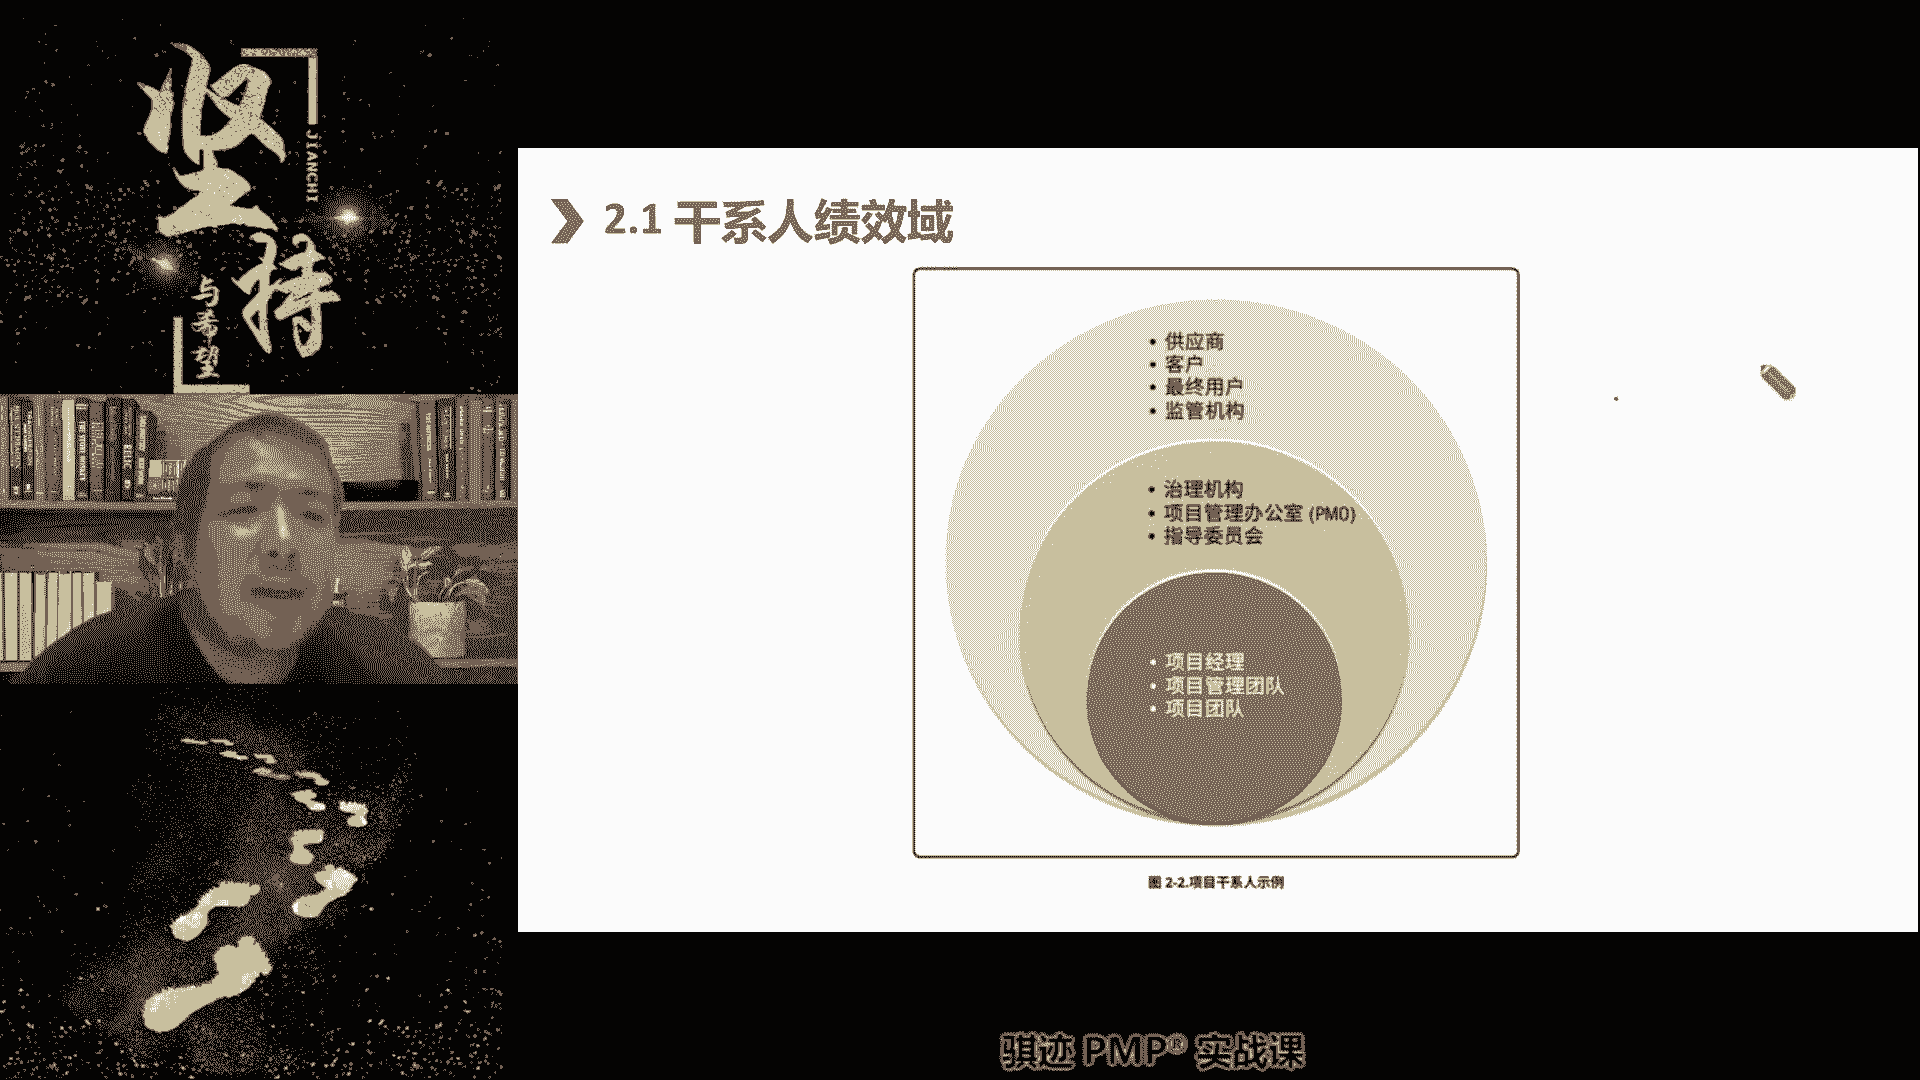 坚持
JIANCHI
与希望
2.1 干系人绩效域
• 供应商
• 客户
• 最终用户
• 监管机构
• 治理机构
• 项目管理办公室 (PMO)
• 指导委员会
• 项目经理
• 项目管理团队
• 项目团队
图 2-2.项目干系人示例
骐迹 PMP® 实战课